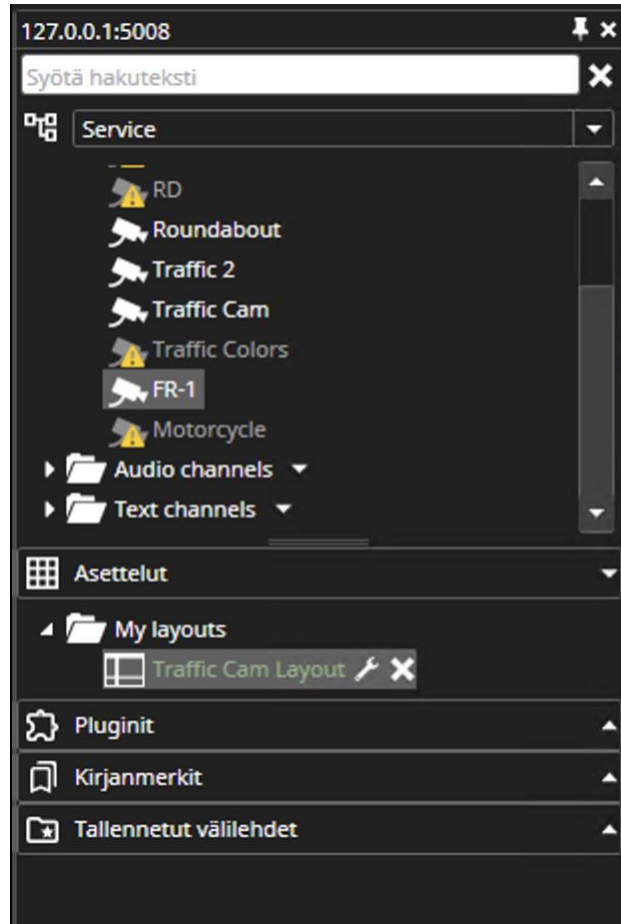 127.0.0.1:5008
Syötä hakuteksti
Service
RD
Roundabout
Traffic 2
Traffic Cam
Traffic Colors
FR-1
Motorcycle
Audio channels
Text channels
Asettelut
My layouts
Traffic Cam Layout
Pluginit
Kirjanmerkit
Tallennetut välilehdet